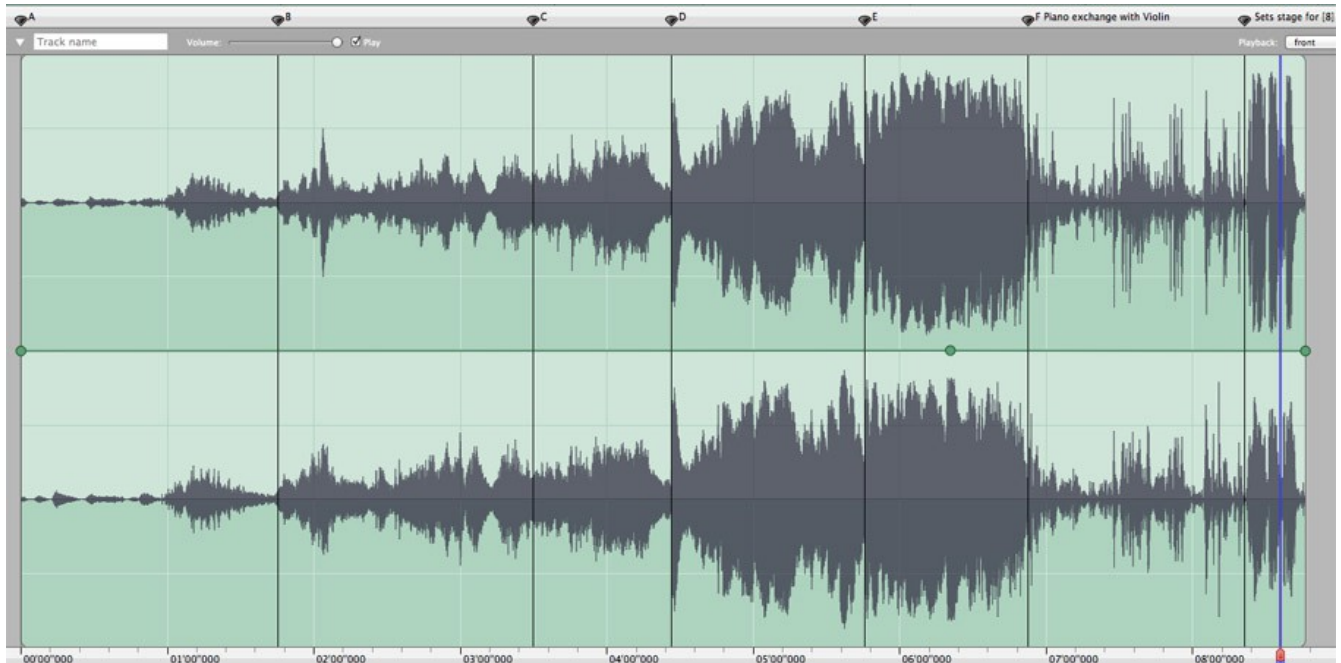 A B C D E F Piano exchange with Violin Sets stage for [8]
Track name Volume: Play Playback: front
00'00"000 01'00"000 02'00"000 03'00"000 04'00"000 05'00"000 06'00"000 07'00"000 08'00"000